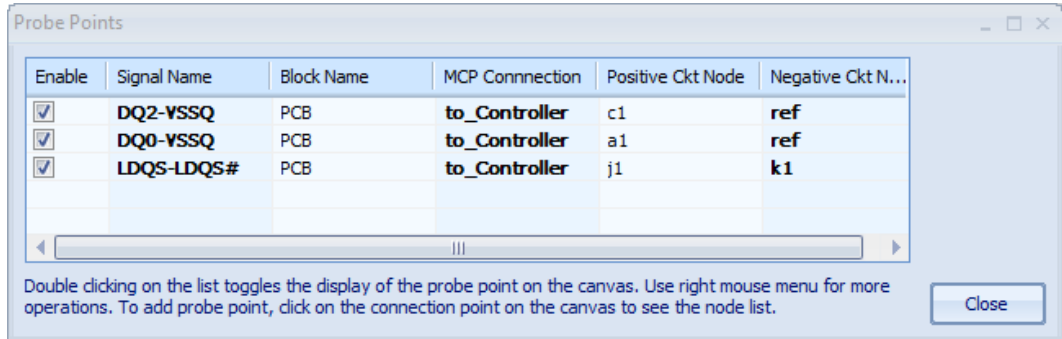 Probe Points
Enable Signal Name Block Name MCP Connnection Positive Ckt Node Negative Ckt N...
DQ2-VSSQ PCB to_Controller c1 ref
DQ0-VSSQ PCB to_Controller a1 ref
LDQS-LDQS# PCB to_Controller j1 k1
Double clicking on the list toggles the display of the probe point on the canvas. Use right mouse menu for more
operations. To add probe point, click on the connection point on the canvas to see the node list.
Close